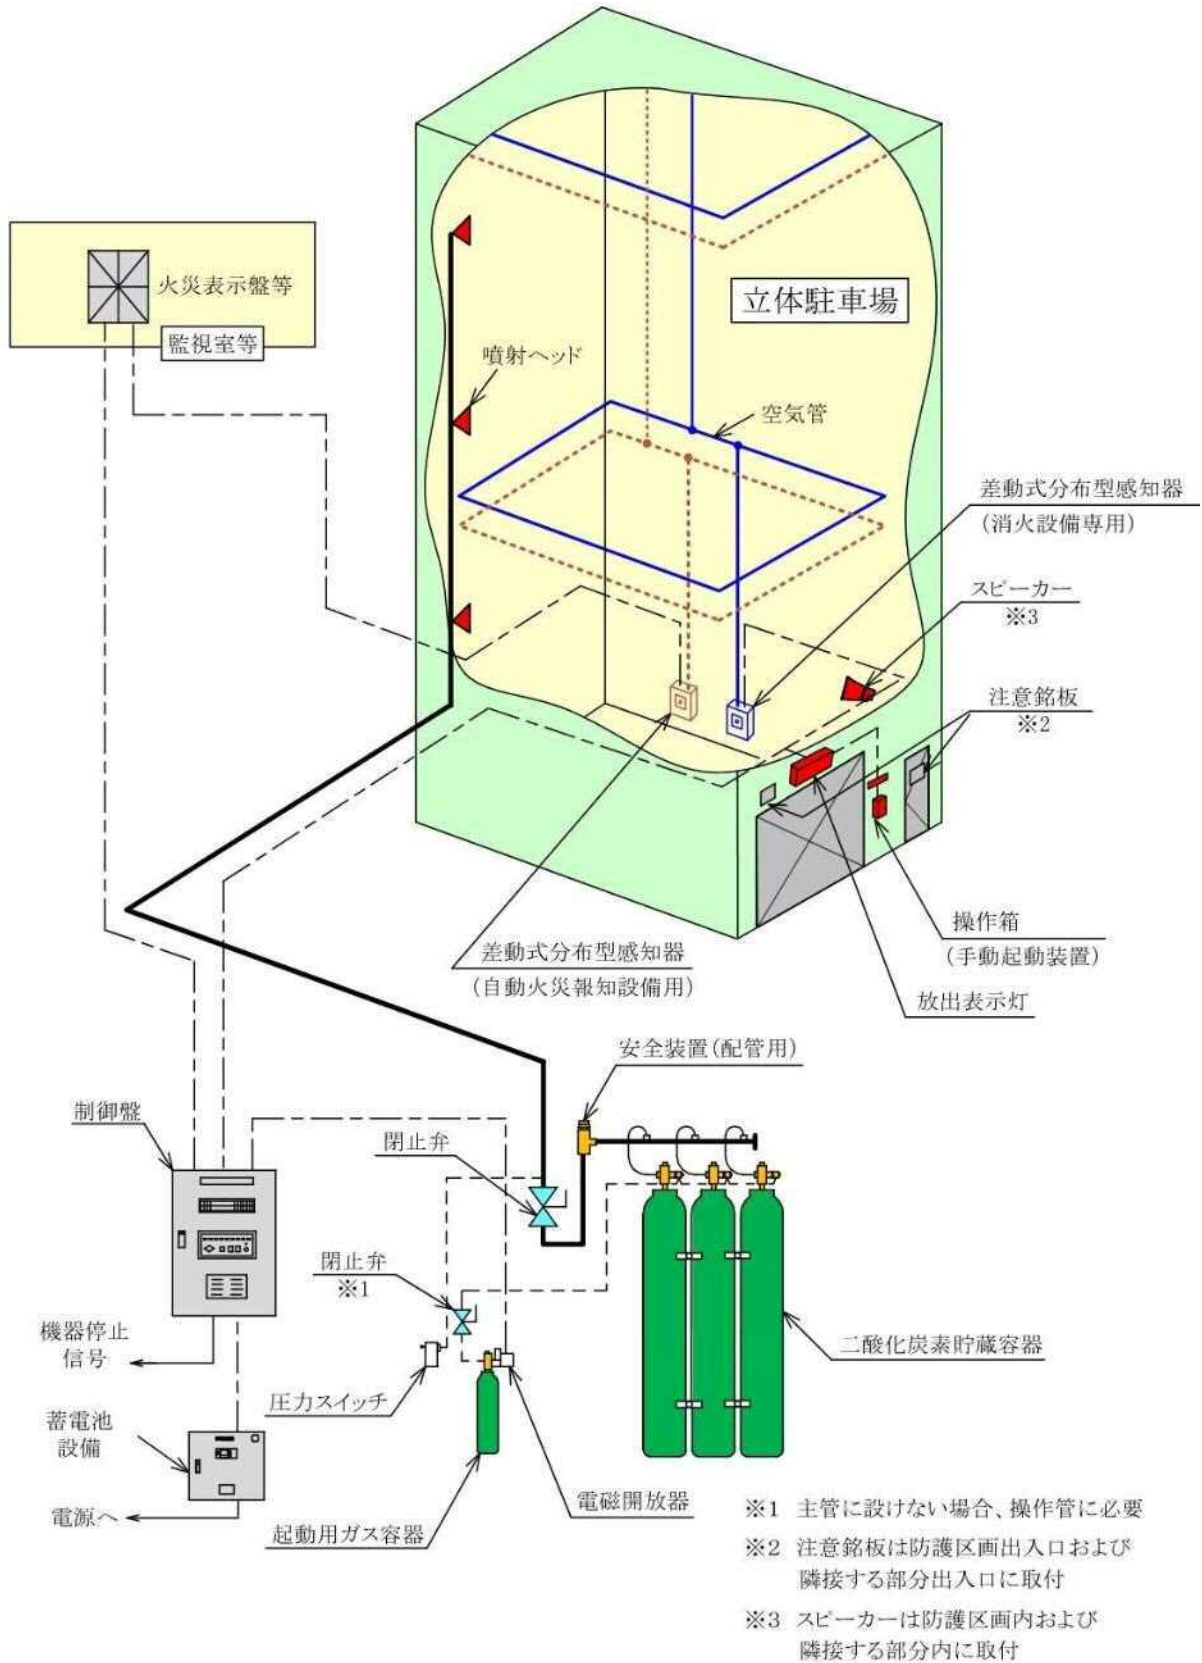 立体駐車場
火災表示盤等
監視室等
噴射ヘッド
空気管
差動式分布型感知器
(消火設備専用)
スピーカー
※3
注意銘板
※2
操作箱
(手動起動装置)
放出表示灯
差動式分布型感知器
(自動火災報知設備用)
安全装置(配管用)
制御盤
閉止弁
閉止弁
※1
機器停止
信号
圧力スイッチ
二酸化炭素貯蔵容器
蓄電池
設備
電源へ
起動用ガス容器
電磁開放器
※1 主管に設けない場合、操作管に必要
※2 注意銘板は防護区画出入口および
隣接する部分出入口に取付
※3 スピーカーは防護区画内および
隣接する部分内に取付